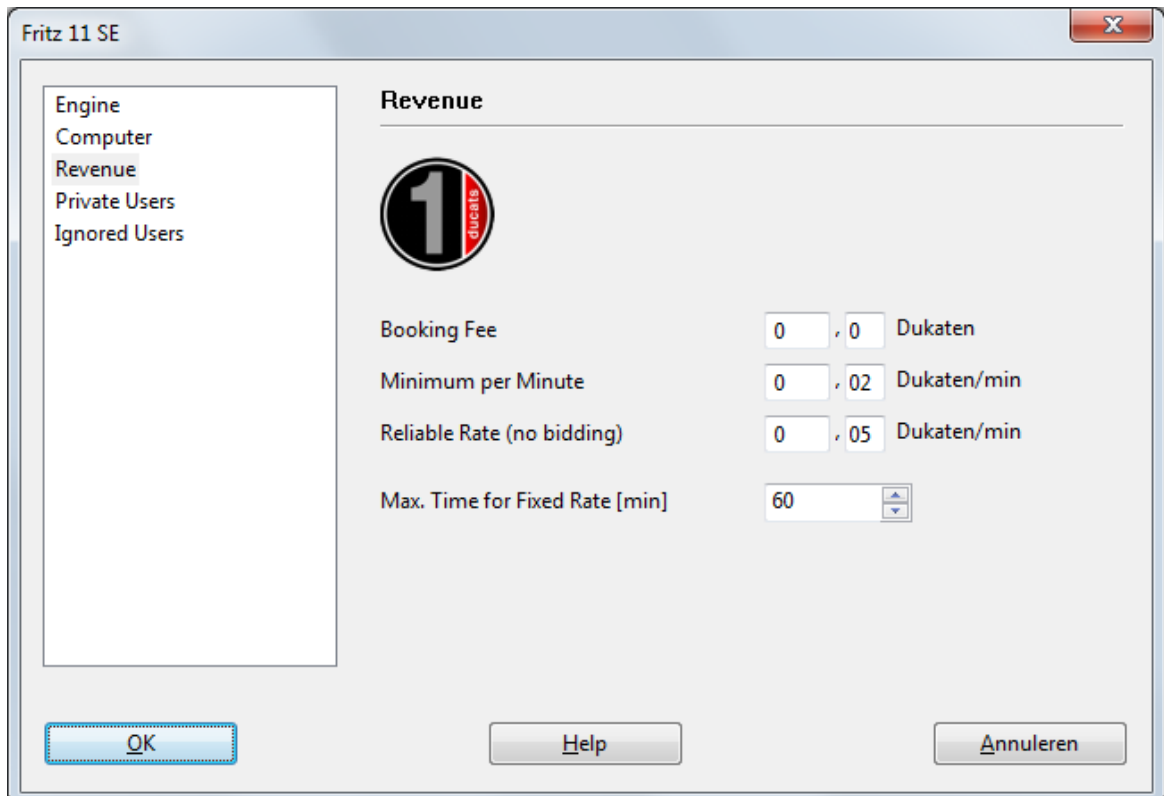 Fritz 11 SE
Engine
Computer
Revenue
Private Users
Ignored Users
Revenue
1 ducats
Booking Fee 0 , 0 Dukaten
Minimum per Minute 0 , 02 Dukaten/min
Reliable Rate (no bidding) 0 , 05 Dukaten/min
Max. Time for Fixed Rate [min] 60
OK Help Annuleren